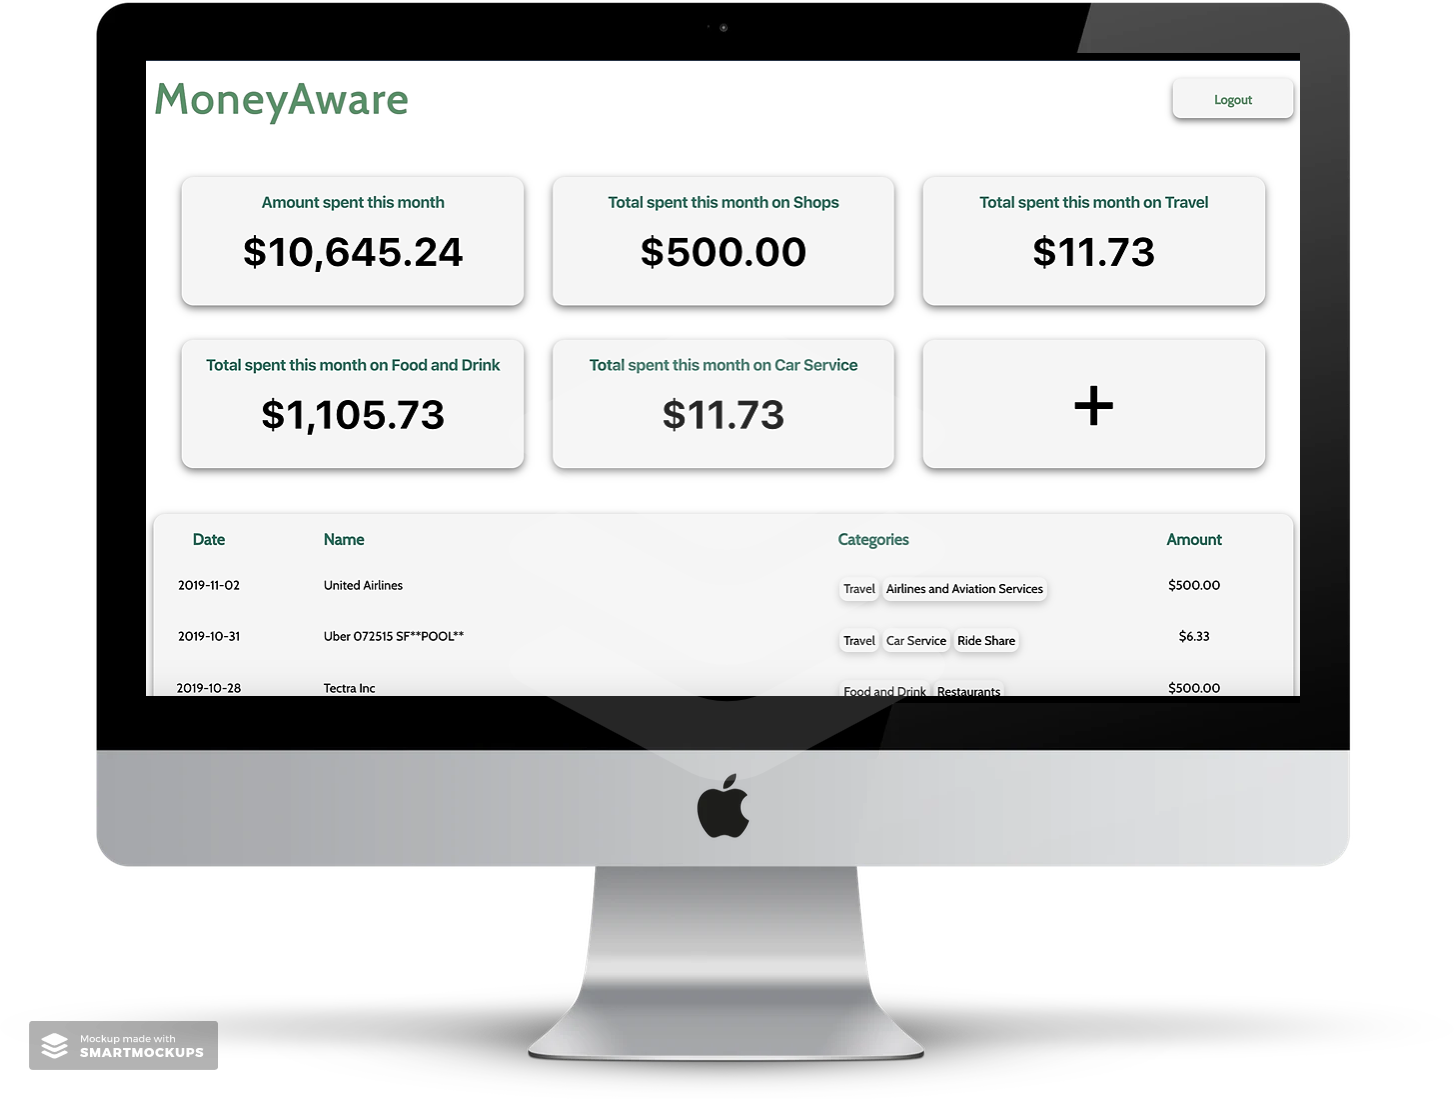 MoneyAware
Logout
Amount spent this month
$10,645.24
Total spent this month on Shops
$500.00
Total spent this month on Travel
$11.73
Total spent this month on Food and Drink
$1,105.73
Total spent this month on Car Service
$11.73
+
Date Name Categories Amount
2019-11-02 United Airlines Travel Airlines and Aviation Services $500.00
2019-10-31 Uber 072515 SF**POOL** Travel Car Service Ride Share $6.33
2019-10-28 Tectra Inc Food and Drink Restaurants $500.00
Mockup made with
SMARTMOCKUPS